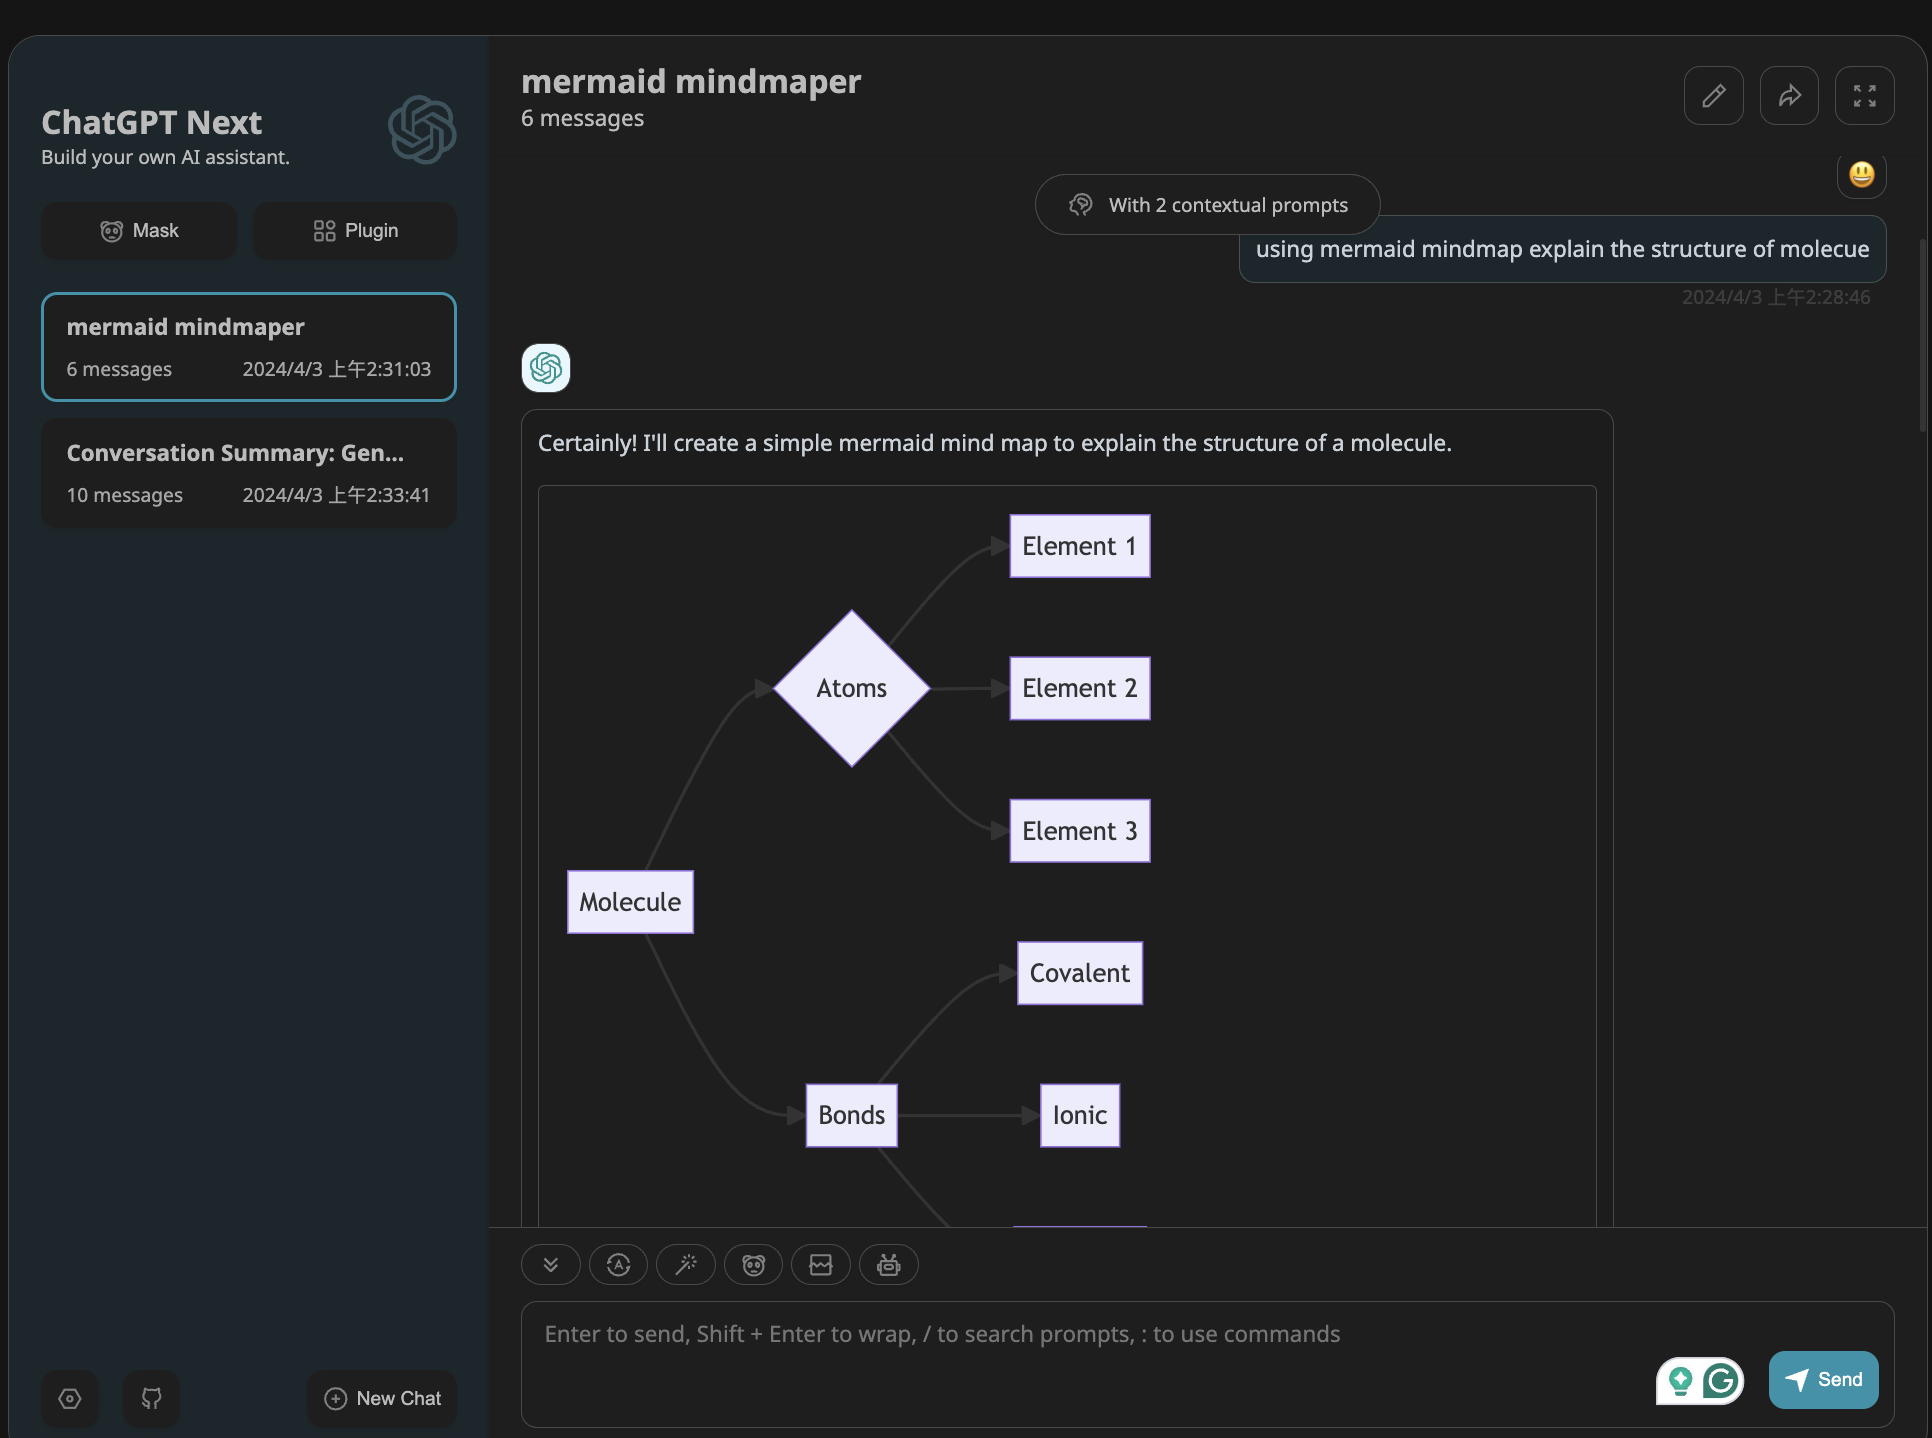 ChatGPT Next
Build your own AI assistant.
Mask
Plugin
mermaid mindmaper
6 messages 2024/4/3 上午2:31:03
Conversation Summary: Gen...
10 messages 2024/4/3 上午2:33:41
New Chat
mermaid mindmaper
6 messages
With 2 contextual prompts
using mermaid mindmap explain the structure of molecue
2024/4/3 上午2:28:46
Certainly! I'll create a simple mermaid mind map to explain the structure of a molecule.
Element 1
Atoms
Element 2
Element 3
Molecule
Covalent
Bonds
Ionic
Enter to send, Shift + Enter to wrap, / to search prompts, : to use commands
Send